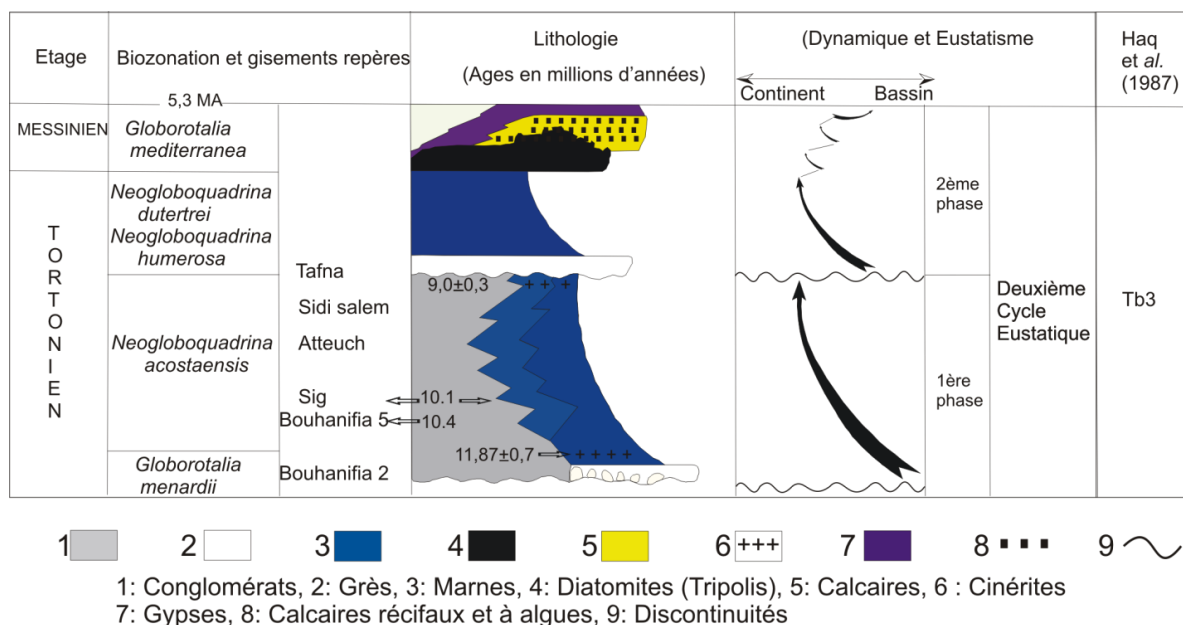 Etage
Biozonation et gisements repères
Lithologie
(Ages en millions d'années)
(Dynamique et Eustatisme
Continent
Bassin
Haq
et al.
(1987)
5,3 MA
MESSINIEN
Globorotalia
mediterranea
TORTONIEN
Neogloboquadrina
dutertrei
Neogloboquadrina
humerosa
2ème
phase
Tafna
9,0±0,3
+ + +
Sidi salem
Neogloboquadrina
acostaensis
Atteuch
Sig
10.1
Bouhanifia 5
10.4
11,87±0,7
+ + + +
1ère
phase
Deuxième
Cycle
Eustatique
Tb3
Globorotalia
menardii
Bouhanifia 2
1 2 3 4 5 6 +++ 7 8 9
1: Conglomérats, 2: Grès, 3: Marnes, 4: Diatomites (Tripolis), 5: Calcaires, 6 : Cinérites
7: Gypses, 8: Calcaires récifaux et à algues, 9: Discontinuités